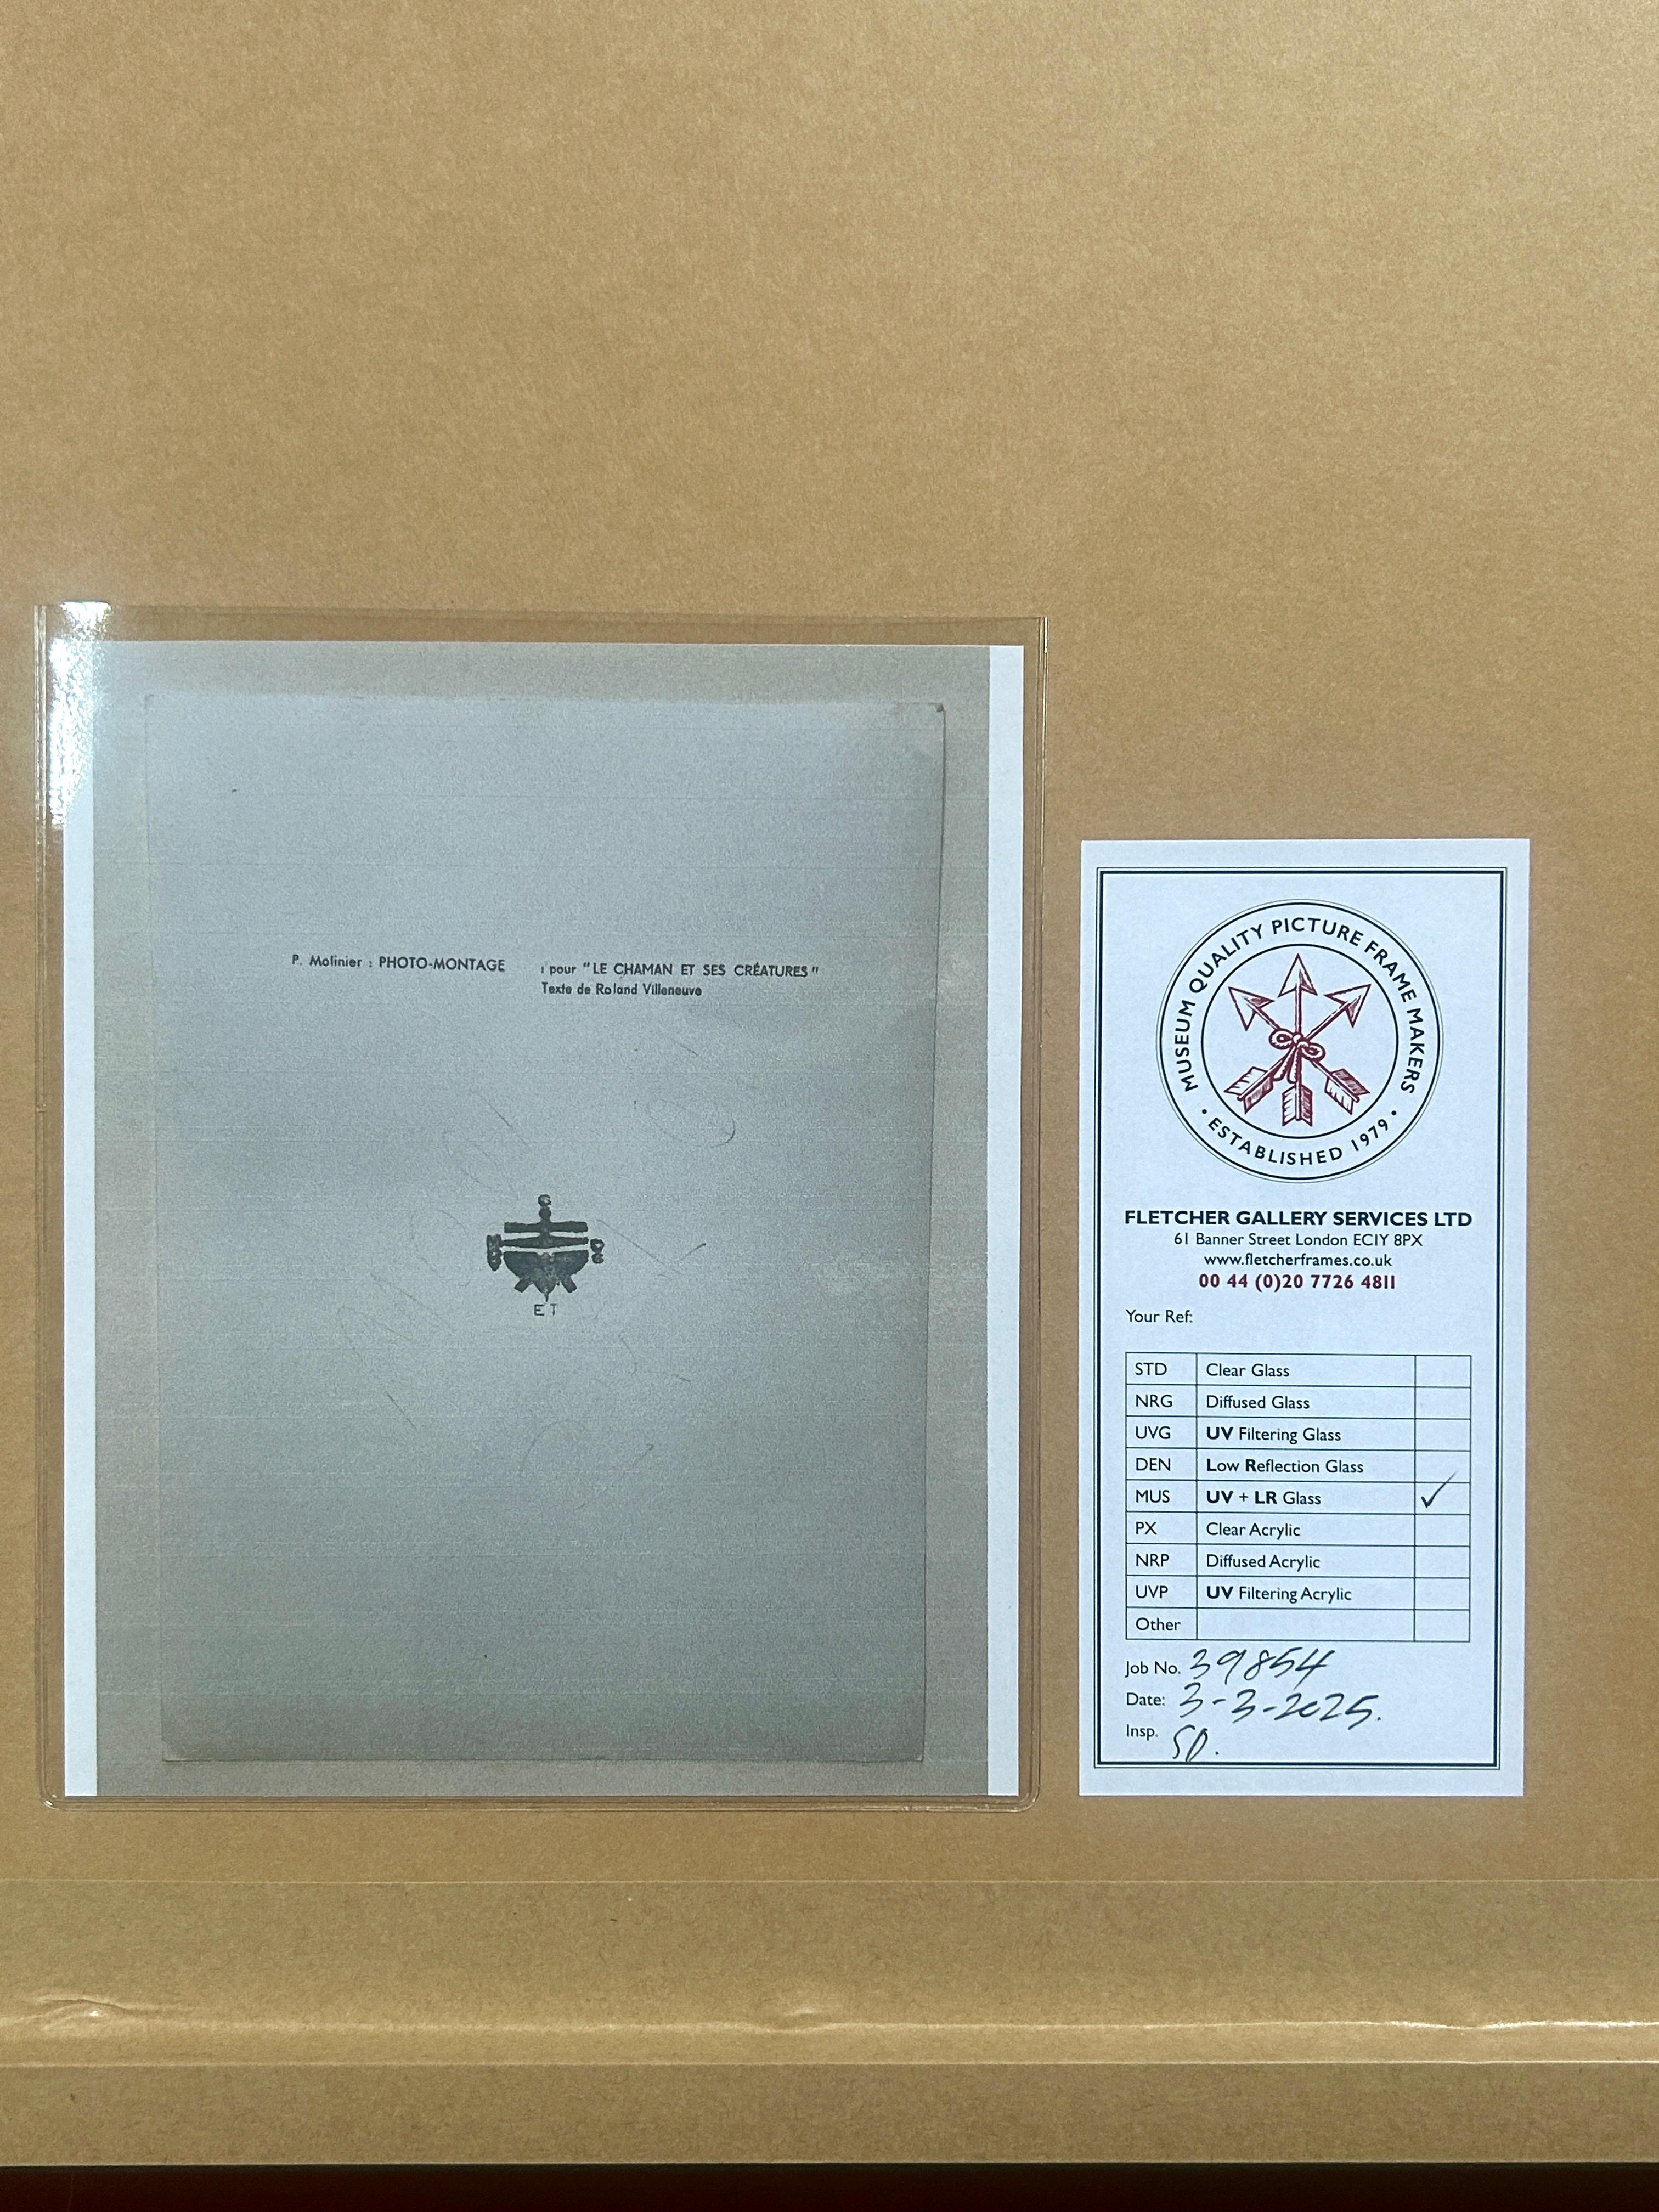 P. Molinier : PHOTO-MONTAGE : pour "LE CHAMAN ET SES CRÉATURES"
Texte de Roland Villeneuve
E T
MUSEUM QUALITY PICTURE FRAME MAKERS
• ESTABLISHED 1979 •
FLETCHER GALLERY SERVICES LTD
61 Banner Street London EC1Y 8PX
www.fletcherframes.co.uk
00 44 (0)20 7726 4811
Your Ref:
STD Clear Glass
NRG Diffused Glass
UVG UV Filtering Glass
DEN Low Reflection Glass
MUS UV + LR Glass ✓
PX Clear Acrylic
NRP Diffused Acrylic
UVP UV Filtering Acrylic
Other
Job No. 39854
Date: 3-3-2025.
Insp. SD.